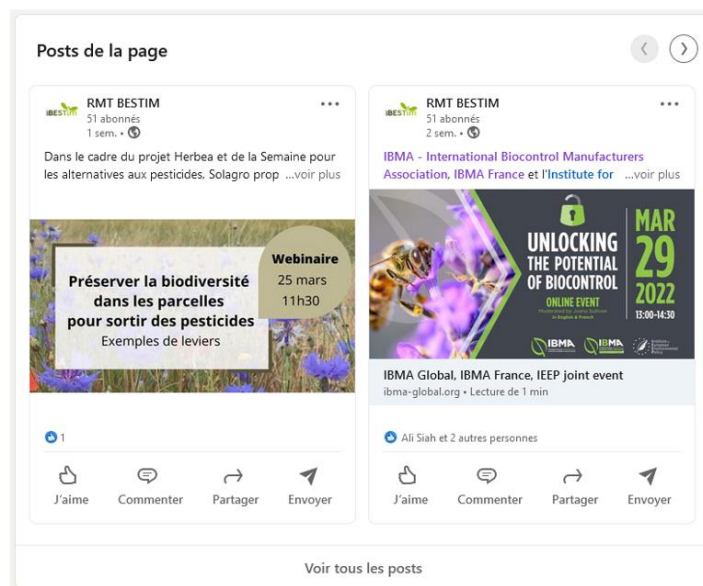 Posts de la page
BESTim
RMT BESTIM
51 abonnés
1 sem. •
Dans le cadre du projet Herbea et de la Semaine pour
les alternatives aux pesticides, Solagro prop ...voir plus
Webinaire
25 mars
11h30
Préserver la biodiversité
dans les parcelles
pour sortir des pesticides
Exemples de leviers
1
J'aime
Commenter
Partager
Envoyer
BESTim
RMT BESTIM
51 abonnés
2 sem. •
IBMA - International Biocontrol Manufacturers
Association, IBMA France et l'Institute for ...voir plus
UNLOCKING
THE POTENTIAL
OF BIOCONTROL
ONLINE EVENT
in English & French
MAR
29
2022
13:00-14:30
IBMA
IBMA
IBMA Global, IBMA France, IEEP joint event
ibma-global.org • Lecture de 1 min
Ali Siah et 2 autres personnes
J'aime
Commenter
Partager
Envoyer
Voir tous les posts